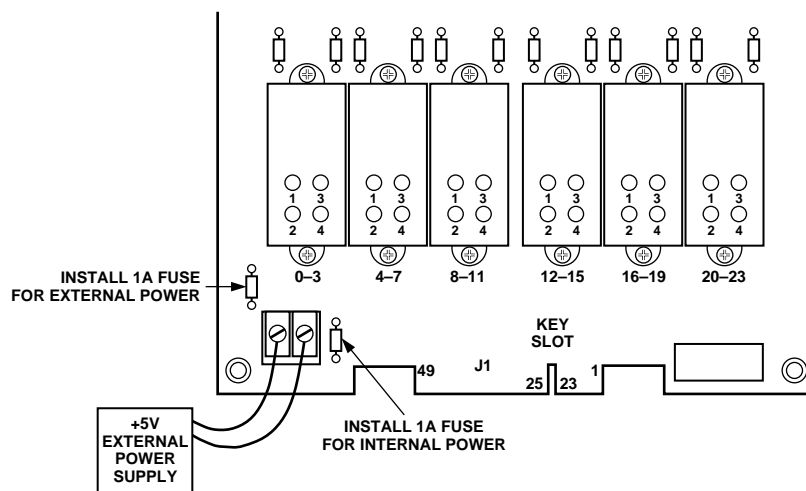 1 3 1 3 1 3 1 3 1 3 1 3
2 4 2 4 2 4 2 4 2 4 2 4
0–3 4–7 8–11 12–15 16–19 20–23
INSTALL 1A FUSE
FOR EXTERNAL POWER
KEY
SLOT
49 J1 25 23 1
INSTALL 1A FUSE
FOR INTERNAL POWER
+5V
EXTERNAL
POWER
SUPPLY